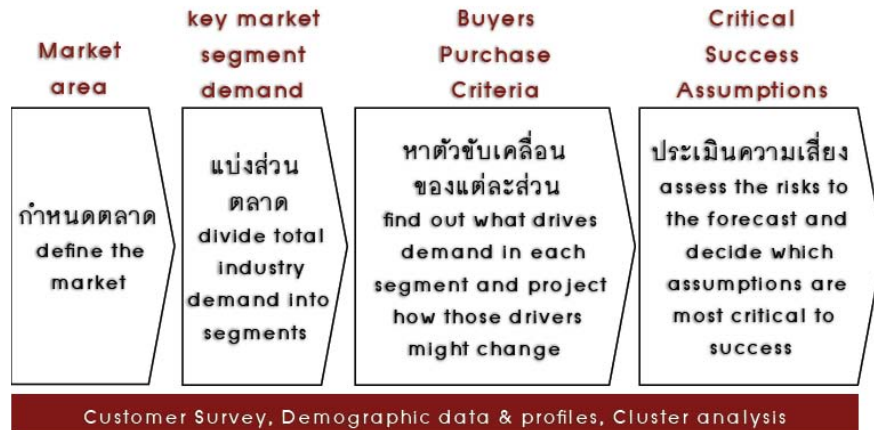 Market
area
key market
segment
demand
Buyers
Purchase
Criteria
Critical
Success
Assumptions
กำหนดตลาด
define the
market
แบ่งส่วน
ตลาด
divide total
industry
demand into
segments
หาตัวขับเคลื่อน
ของแต่ละส่วน
find out what drives
demand in each
segment and project
how those drivers
might change
ประเมินความเสี่ยง
assess the risks to
the forecast and
decide which
assumptions are
most critical to
success
Customer Survey, Demographic data & profiles, Cluster analysis